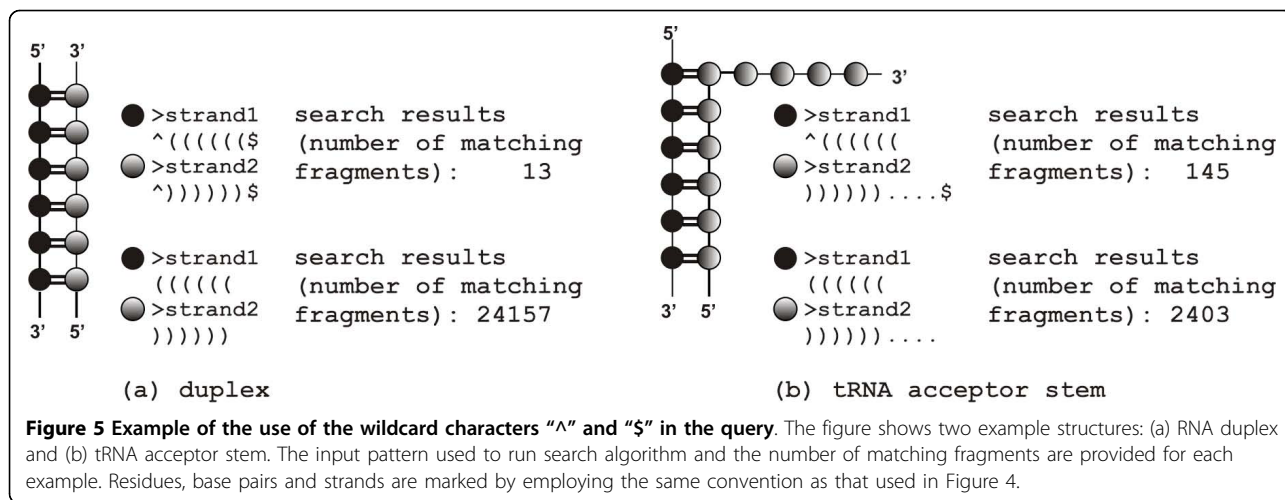 5’ 3’
>strand1
^(((((($
>strand2
^))))))$
search results
(number of matching
fragments): 13
>strand1
((((((
>strand2
))))))
search results
(number of matching
fragments): 24157
3’ 5’
(a) duplex
5’
3’
>strand1
^((((((
>strand2
))))))....$
search results
(number of matching
fragments): 145
>strand1
((((((
>strand2
))))))....
search results
(number of matching
fragments): 2403
3’ 5’
(b) tRNA acceptor stem
Figure 5 Example of the use of the wildcard characters “^” and “$” in the query. The figure shows two example structures: (a) RNA duplex
and (b) tRNA acceptor stem. The input pattern used to run search algorithm and the number of matching fragments are provided for each
example. Residues, base pairs and strands are marked by employing the same convention as that used in Figure 4.